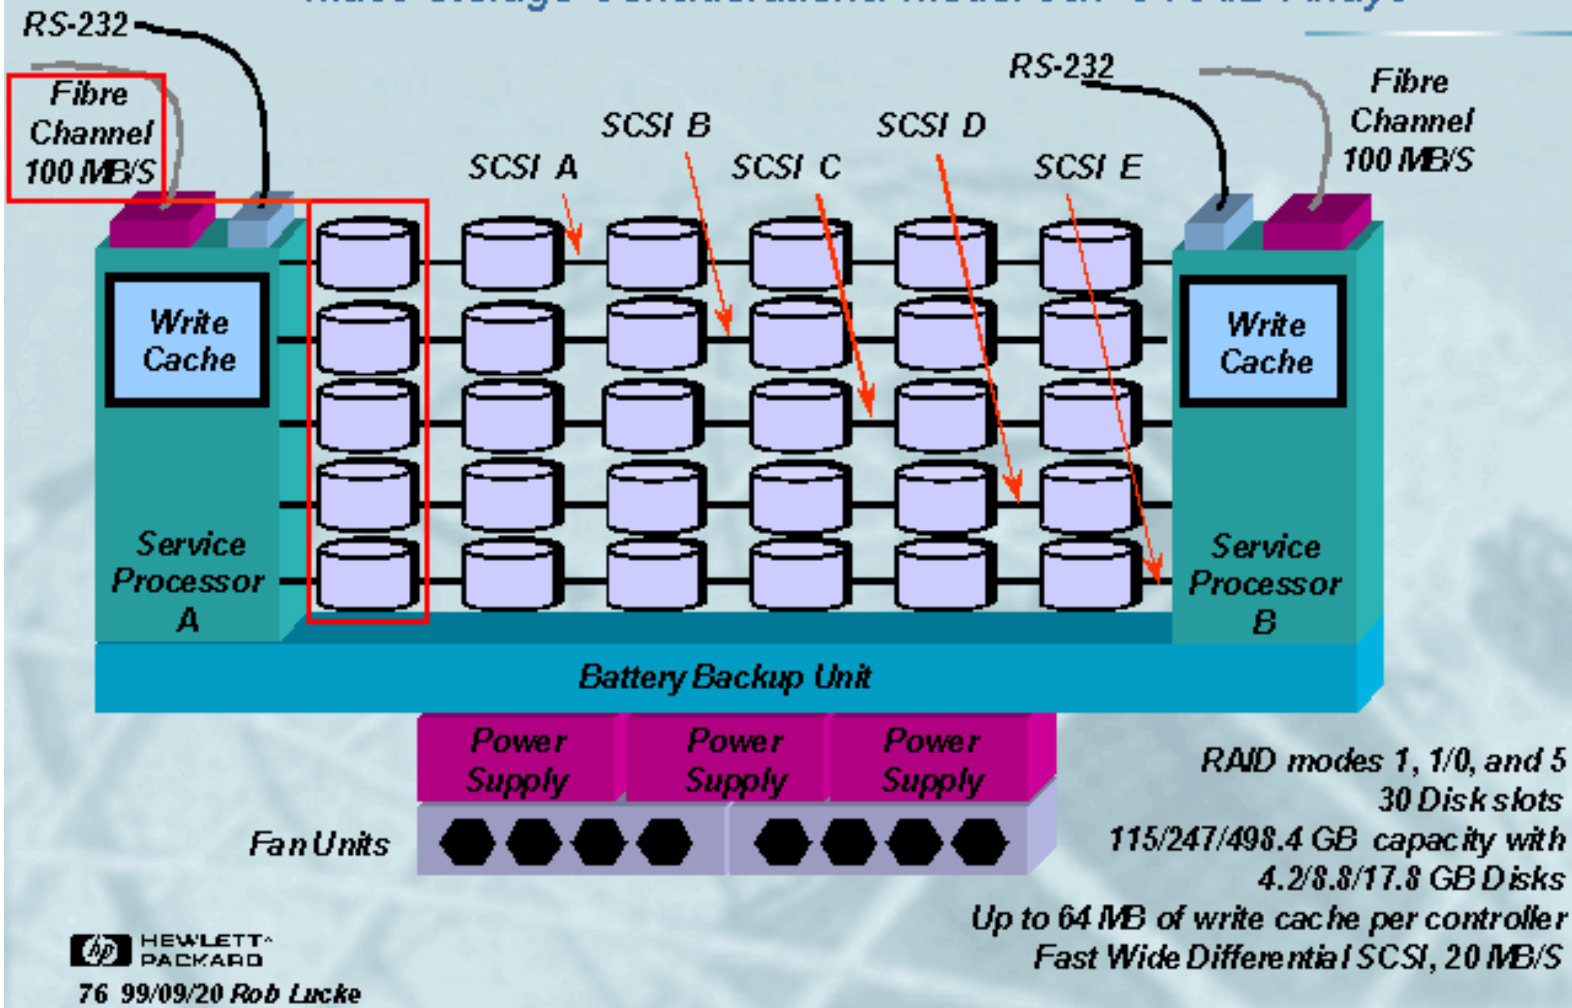 RS-232
Fibre
Channel
100 MB/S
SCSI A
SCSI B
SCSI C
SCSI D
SCSI E
RS-232
Fibre
Channel
100 MB/S
Write
Cache
Write
Cache
Service
Processor
A
Service
Processor
B
Battery Backup Unit
Power
Supply
Power
Supply
Power
Supply
Fan Units
RAID modes 1, 1/0, and 5
30 Disk slots
115/247/498.4 GB capacity with
4.2/8.8/17.8 GB Disks
Up to 64 MB of write cache per controller
Fast Wide Differential SCSI, 20 MB/S
hp HEWLETT
PACKARD
76 99/09/20 Rob Lucke